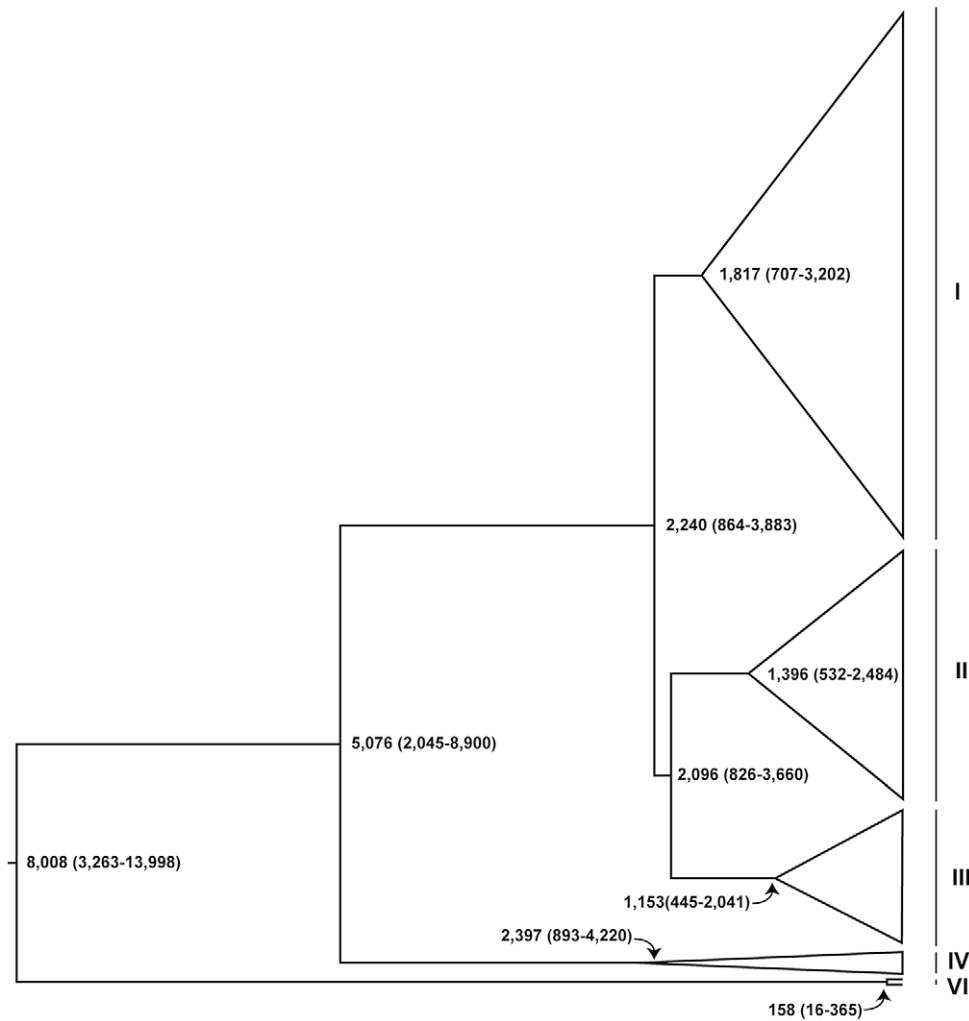 1,817 (707-3,202)
I
2,240 (864-3,883)
1,396 (532-2,484)
II
5,076 (2,045-8,900)
2,096 (826-3,660)
8,008 (3,263-13,998)
III
1,153(445-2,041)
2,397 (893-4,220)
IV
VI
158 (16-365)